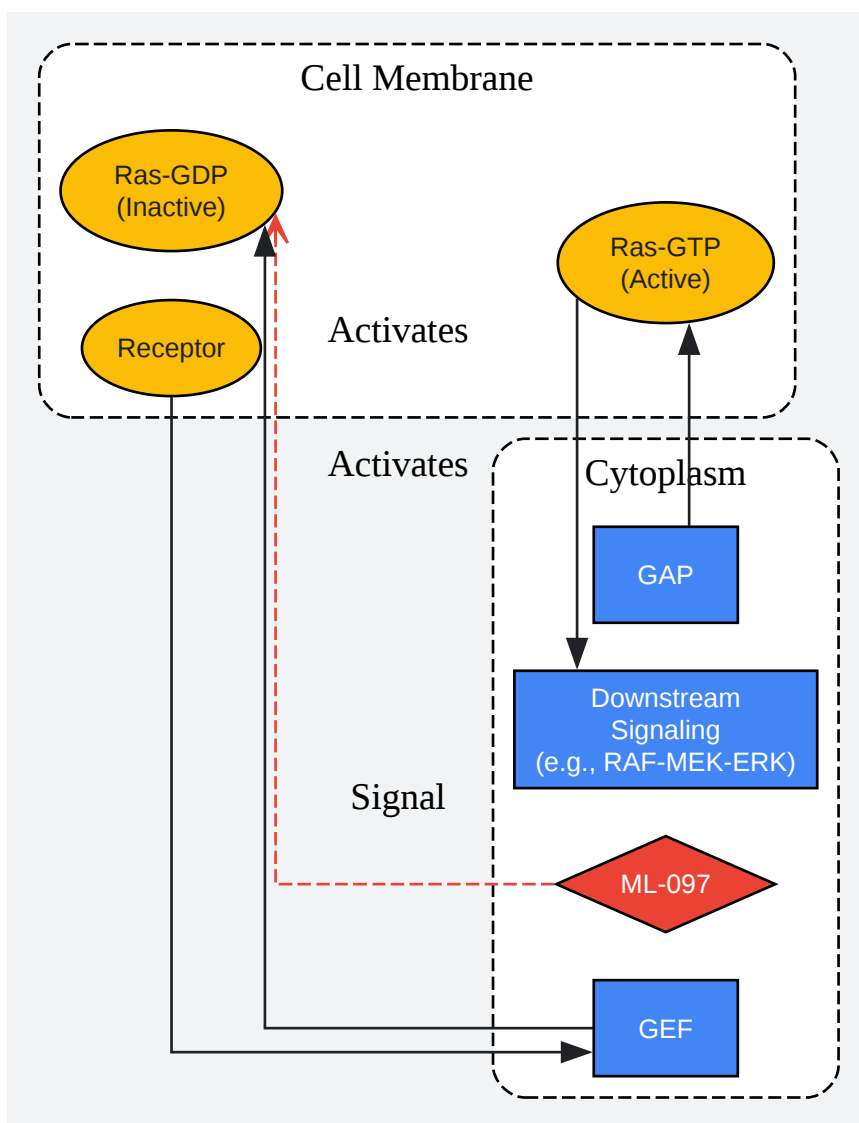 Cell Membrane
Ras-GDP
(Inactive)
Ras-GTP
(Active)
Receptor
Activates
Activates
Cytoplasm
GAP
Downstream
Signaling
(e.g., RAF-MEK-ERK)
Signal
ML-097
GEF